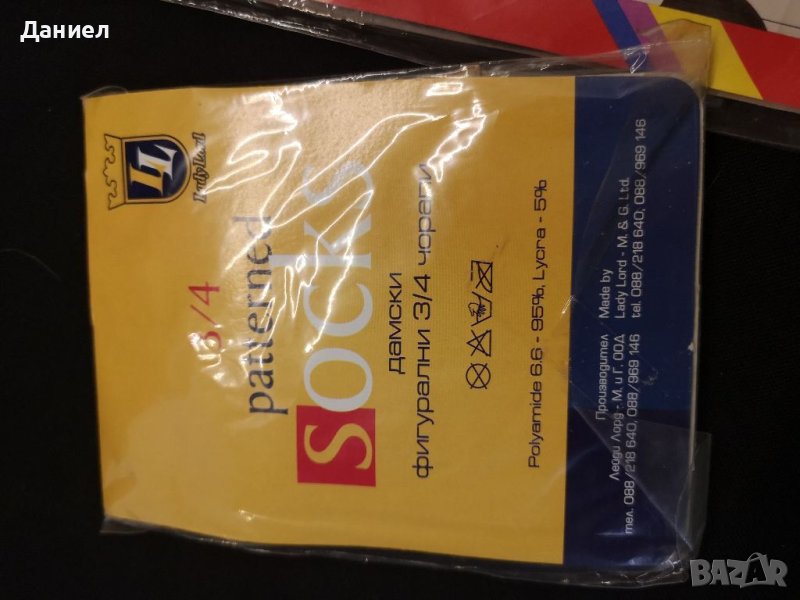 Даниел
Lady Lord
3/4
patterned
SOCKS
дамски
фигурални 3/4 чорапи
Polyamide 6.6 - 95%, Lycra - 5%
Производител
Лейди Лорд - М. и Г. ООД
тел. 088/218 640, 088/969 146
Made by
Lady Lord - M. & G. Ltd.
tel. 088/218 640, 088/969 146
BAZAR